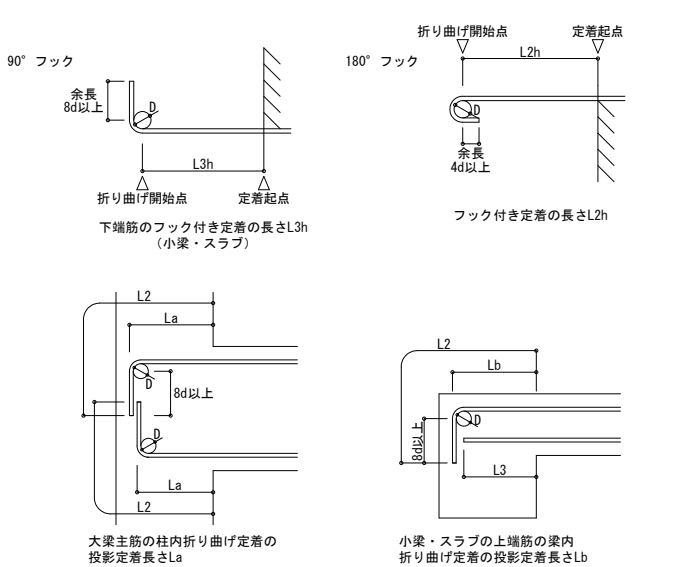 90°フック
余長
8d以上
D
L3h
折り曲げ開始点
定着起点
下端筋のフック付き定着の長さL3h
（小梁・スラブ）
180°フック
折り曲げ開始点
定着起点
L2h
D
余長
4d以上
フック付き定着の長さL2h
L2
La
D
8d以上
D
La
L2
大梁主筋の柱内折り曲げ定着の
投影定着長さLa
L2
Lb
D
8d以上
L3
小梁・スラブの上端筋の梁内
折り曲げ定着の投影定着長さLb